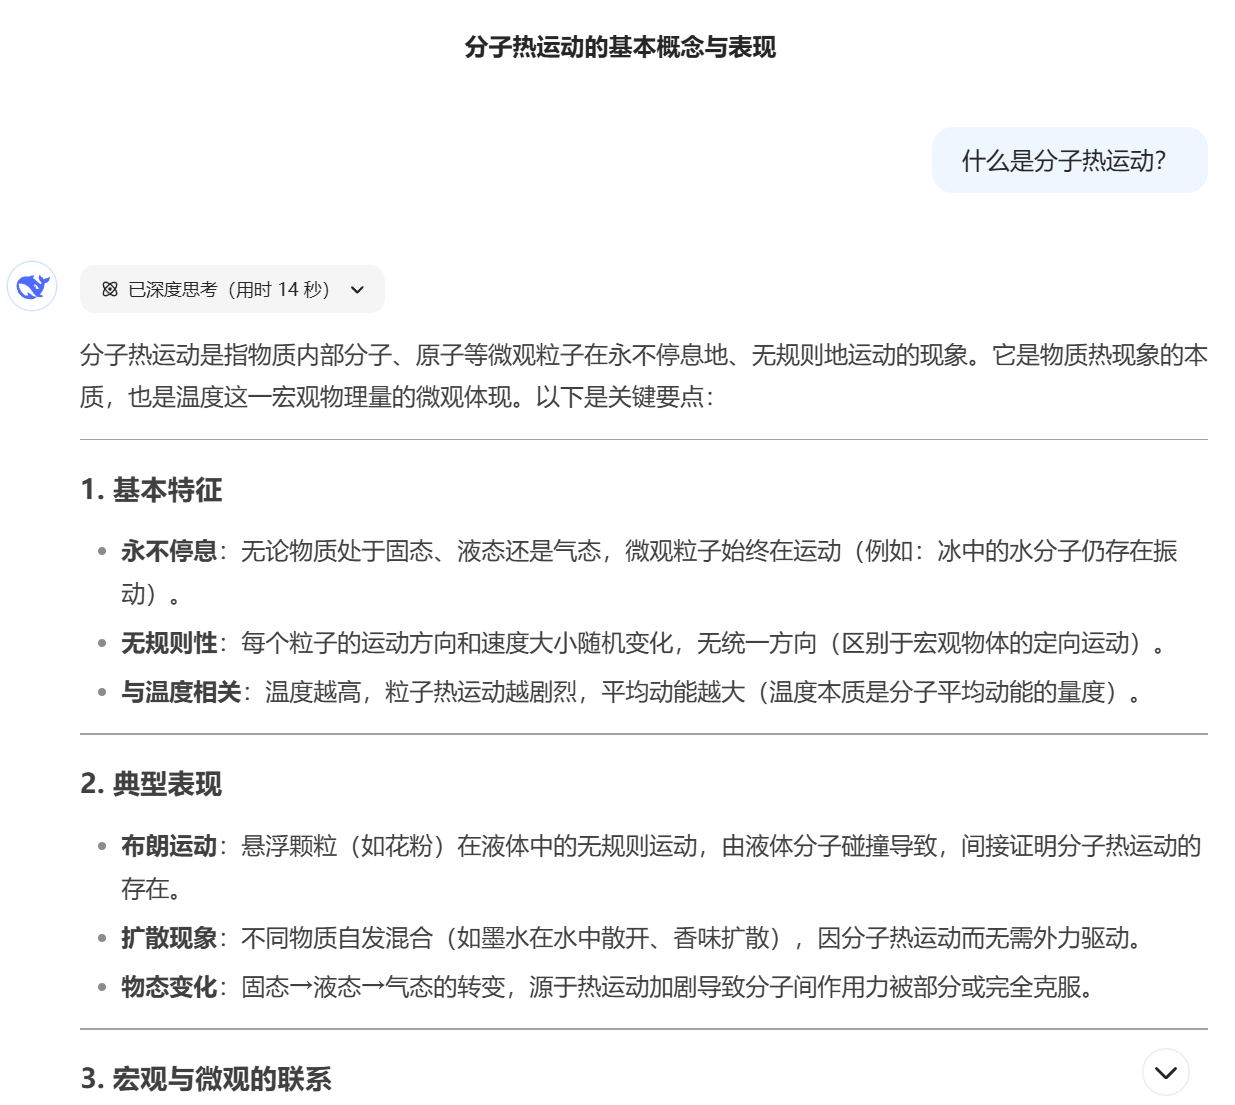 分子热运动的基本概念与表现
什么是分子热运动？
已深度思考（用时 14 秒）
分子热运动是指物质内部分子、原子等微观粒子在永不停息地、无规则地运动的现象。它是物质热现象的本
质，也是温度这一宏观物理量的微观体现。以下是关键要点：
1. 基本特征
永不停息：无论物质处于固态、液态还是气态，微观粒子始终在运动（例如：冰中的水分子仍存在振
动）。
无规则性：每个粒子的运动方向和速度大小随机变化，无统一方向（区别于宏观物体的定向运动）。
与温度相关：温度越高，粒子热运动越剧烈，平均动能越大（温度本质是分子平均动能的量度）。
2. 典型表现
布朗运动：悬浮颗粒（如花粉）在液体中的无规则运动，由液体分子碰撞导致，间接证明分子热运动的
存在。
扩散现象：不同物质自发混合（如墨水在水中散开、香味扩散），因分子热运动而无需外力驱动。
物态变化：固态→液态→气态的转变，源于热运动加剧导致分子间作用力被部分或完全克服。
3. 宏观与微观的联系